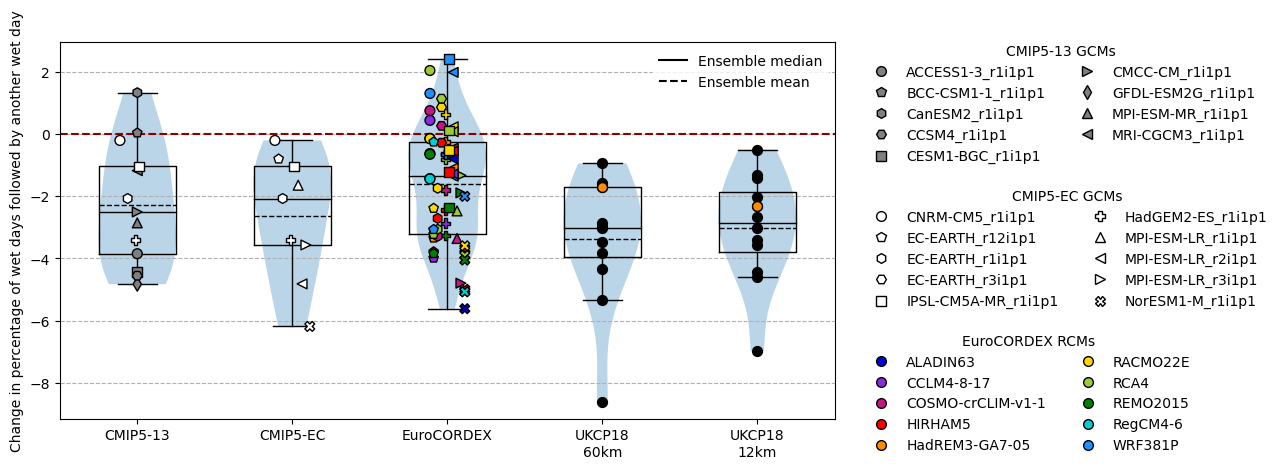 Change in percentage of wet days followed by another wet day
2
0
−2
−4
−6
−8
Ensemble median
Ensemble mean
CMIP5-13
CMIP5-EC
EuroCORDEX
UKCP18
60km
UKCP18
12km
CMIP5-13 GCMs
ACCESS1-3_r1i1p1
BCC-CSM1-1_r1i1p1
CanESM2_r1i1p1
CCSM4_r1i1p1
CESM1-BGC_r1i1p1
CMCC-CM_r1i1p1
GFDL-ESM2G_r1i1p1
MPI-ESM-MR_r1i1p1
MRI-CGCM3_r1i1p1
CMIP5-EC GCMs
CNRM-CM5_r1i1p1
EC-EARTH_r12i1p1
EC-EARTH_r1i1p1
EC-EARTH_r3i1p1
IPSL-CM5A-MR_r1i1p1
HadGEM2-ES_r1i1p1
MPI-ESM-LR_r1i1p1
MPI-ESM-LR_r2i1p1
MPI-ESM-LR_r3i1p1
NorESM1-M_r1i1p1
EuroCORDEX RCMs
ALADIN63
CCLM4-8-17
COSMO-crCLIM-v1-1
HIRHAM5
HadREM3-GA7-05
RACMO22E
RCA4
REMO2015
RegCM4-6
WRF381P